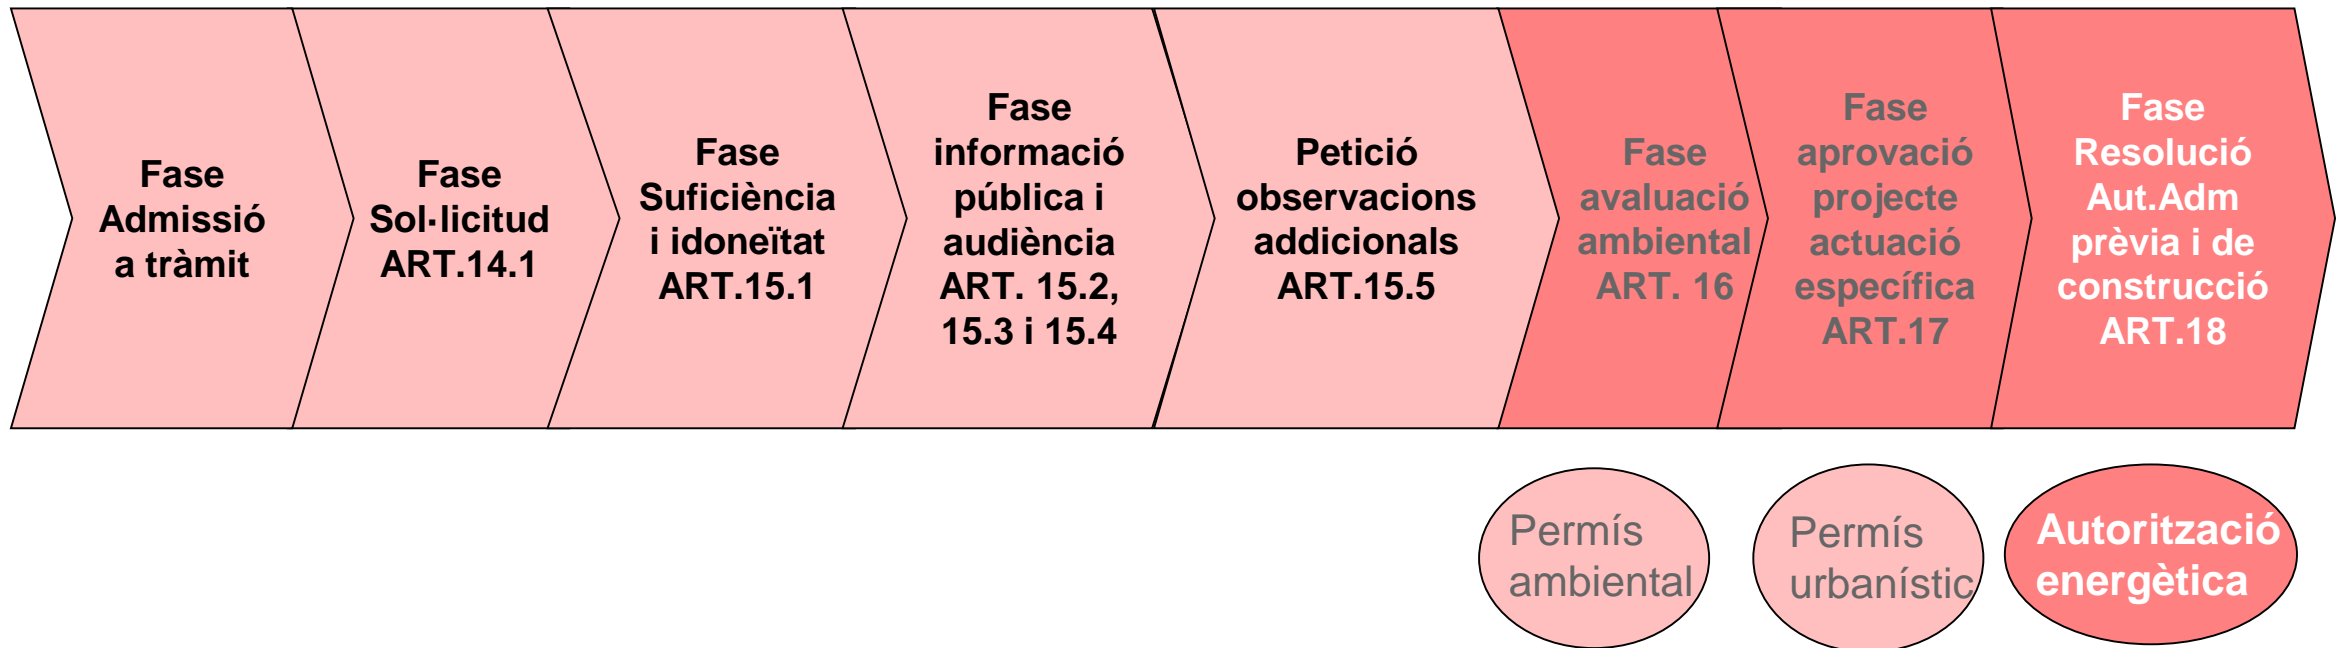 Fase
Admissió
a tràmit
Fase
Sol·licitud
ART.14.1
Fase
Suficiència
i idoneïtat
ART.15.1
Fase
informació
pública i
audiència
ART. 15.2,
15.3 i 15.4
Petició
observacions
addicionals
ART.15.5
Fase
avaluació
ambiental
ART. 16
Fase
aprovació
projecte
actuació
específica
ART.17
Fase
Resolució
Aut.Adm
prèvia i de
construcció
ART.18
Permís
ambiental
Permís
urbanístic
Autorització
energètica